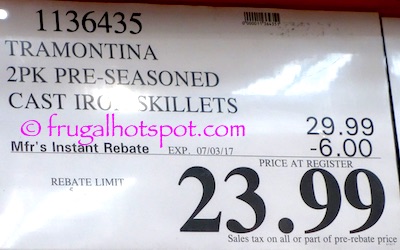 1136435
TRAMONTINA
2PK PRE-SEASONED
CAST IRON SKILLETS
© frugalhotspot.com
29.99
Mfr's Instant Rebate EXP. 07/03/17 -6.00
PRICE AT REGISTER
REBATE LIMIT
23.99
Sales tax on all or part of pre-rebate price